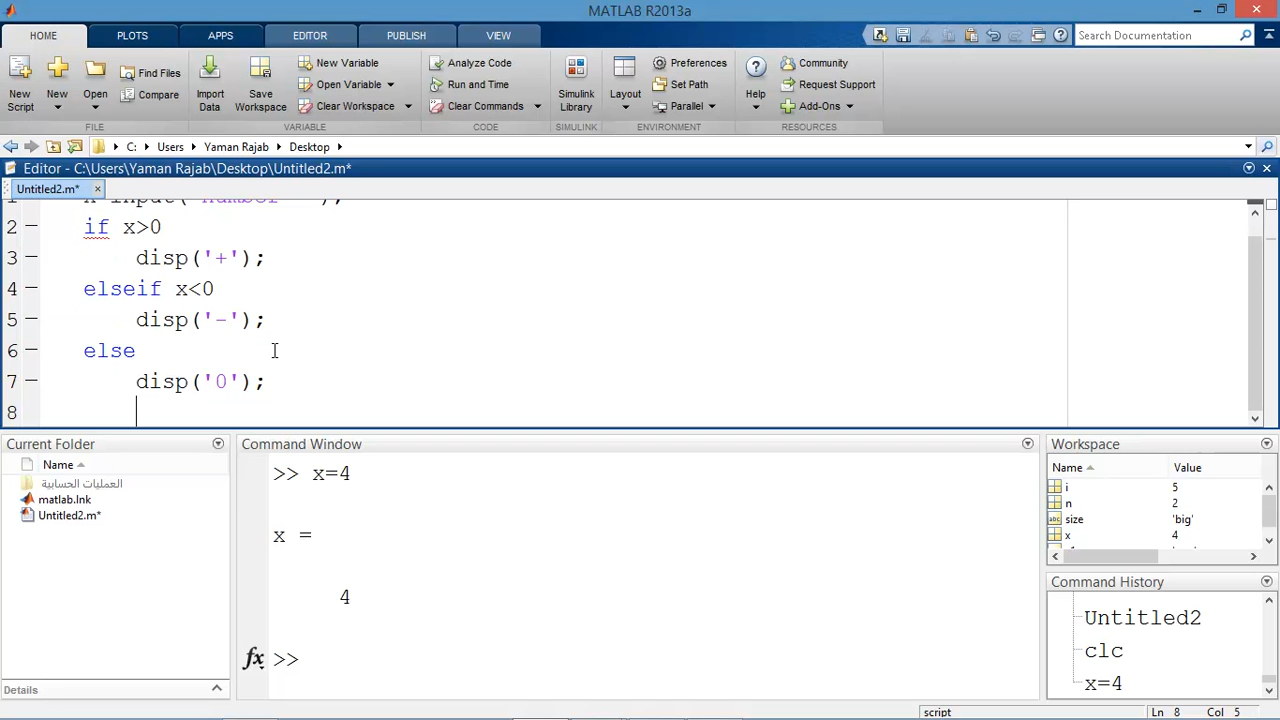 MATLAB R2013a
HOME PLOTS APPS EDITOR PUBLISH VIEW
Search Documentation
New Script
New
Open
Find Files
Compare
Import Data
Save Workspace
New Variable
Open Variable
Clear Workspace
Analyze Code
Run and Time
Clear Commands
Simulink Library
Layout
Preferences
Set Path
Parallel
Help
Community
Request Support
Add-Ons
FILE VARIABLE CODE SIMULINK ENVIRONMENT RESOURCES
C: Users Yaman Rajab Desktop
Editor - C:\Users\Yaman Rajab\Desktop\Untitled2.m*
Untitled2.m*
2 if x>0
3 disp('+');
4 elseif x<0
5 disp('-');
6 else
7 disp('0');
8
Current Folder
Name
العمليات الحسابية
matlab.lnk
Untitled2.m*
Details
Command Window
>> x=4
x =
4
fx >>
Workspace
Name Value
i 5
n 2
size 'big'
x 4
Command History
Untitled2
clc
x=4
script Ln 8 Col 5